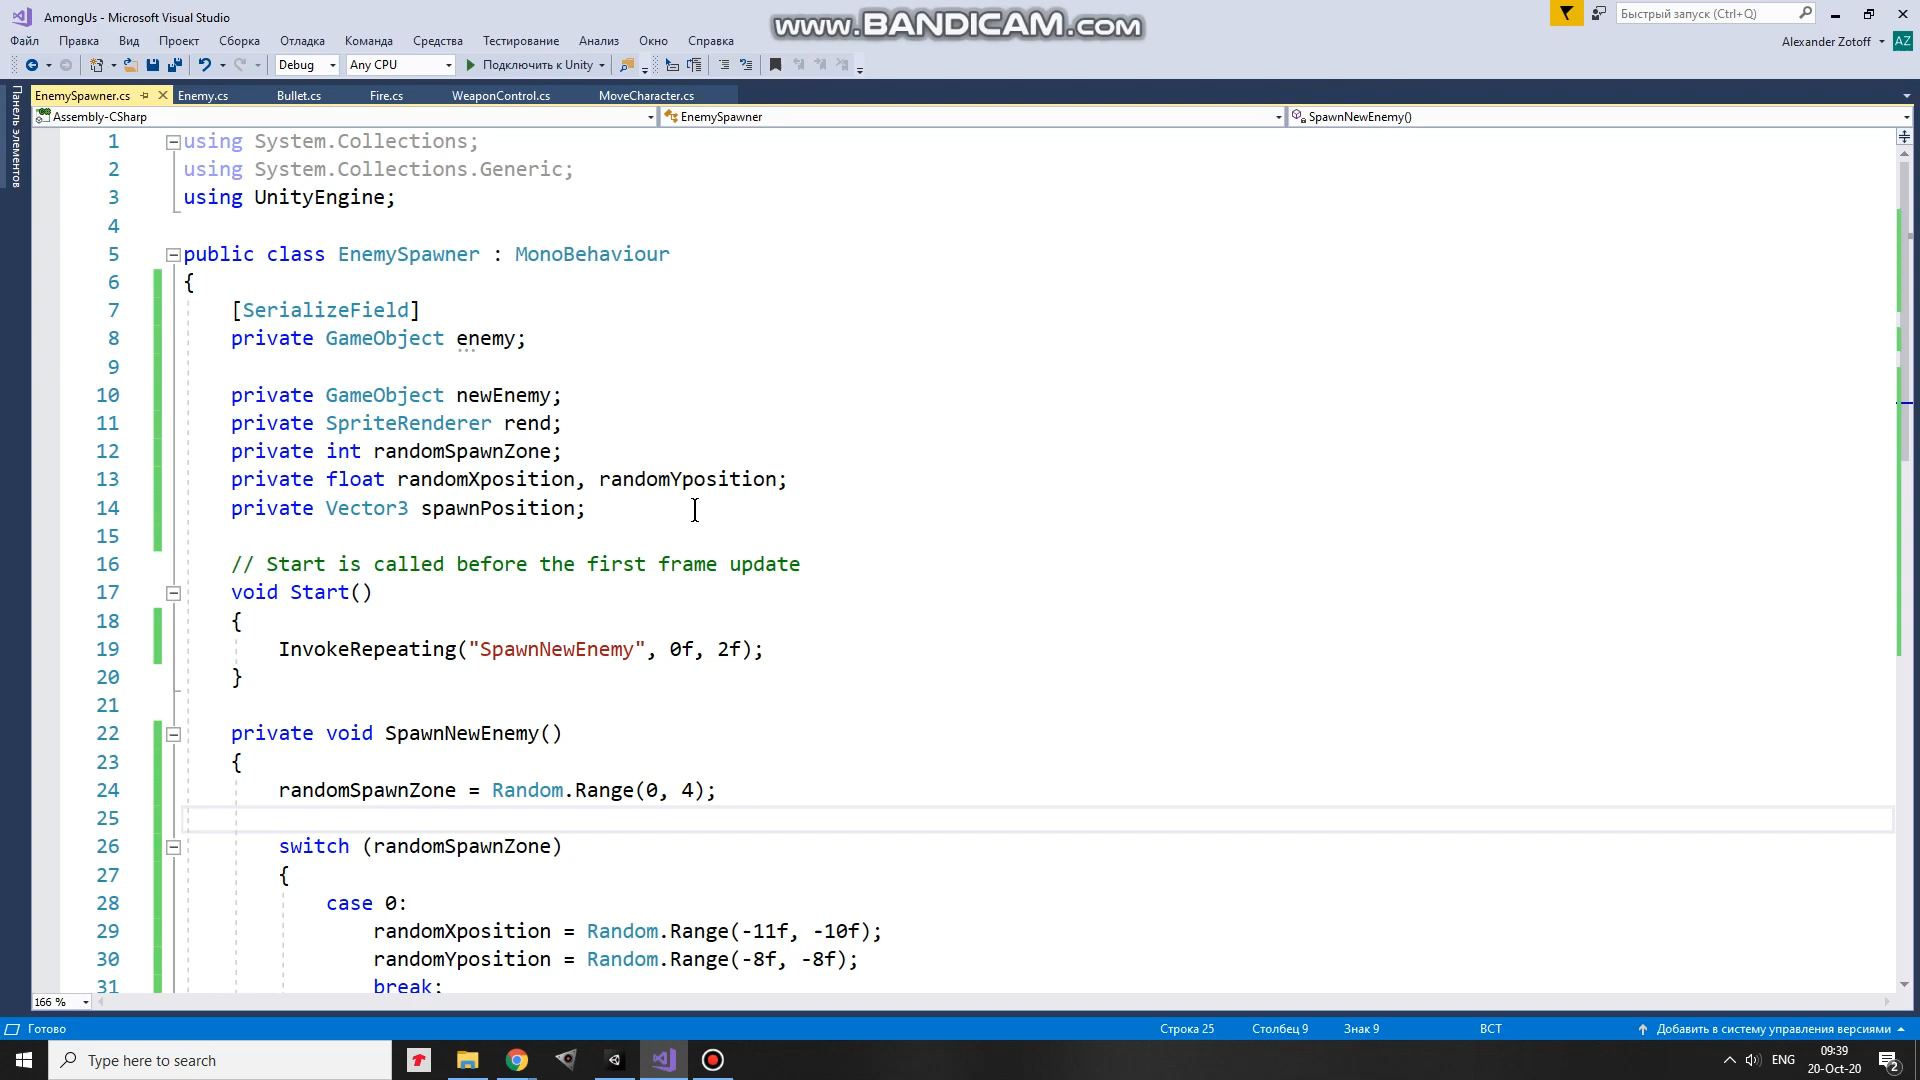 AmongUs - Microsoft Visual Studio
www.BANDICAM.com
Быстрый запуск (Ctrl+Q)
Файл Правка Вид Проект Сборка Отладка Команда Средства Тестирование Анализ Окно Справка
Alexander Zotoff AZ
Debug Any CPU Подключить к Unity
Панель элементов
EnemySpawner.cs Enemy.cs Bullet.cs Fire.cs WeaponControl.cs MoveCharacter.cs
Assembly-CSharp EnemySpawner SpawnNewEnemy()
1 using System.Collections;
2 using System.Collections.Generic;
3 using UnityEngine;
4
5 public class EnemySpawner : MonoBehaviour
6 {
7 [SerializeField]
8 private GameObject enemy;
9
10 private GameObject newEnemy;
11 private SpriteRenderer rend;
12 private int randomSpawnZone;
13 private float randomXposition, randomYposition;
14 private Vector3 spawnPosition;
15
16 // Start is called before the first frame update
17 void Start()
18 {
19 InvokeRepeating("SpawnNewEnemy", 0f, 2f);
20 }
21
22 private void SpawnNewEnemy()
23 {
24 randomSpawnZone = Random.Range(0, 4);
25
26 switch (randomSpawnZone)
27 {
28 case 0:
29 randomXposition = Random.Range(-11f, -10f);
30 randomYposition = Random.Range(-8f, -8f);
31 break;
166 %
Готово Строка 25 Столбец 9 Знак 9 ВСТ Добавить в систему управления версиями
Type here to search
ENG
09:39
20-Oct-20
2